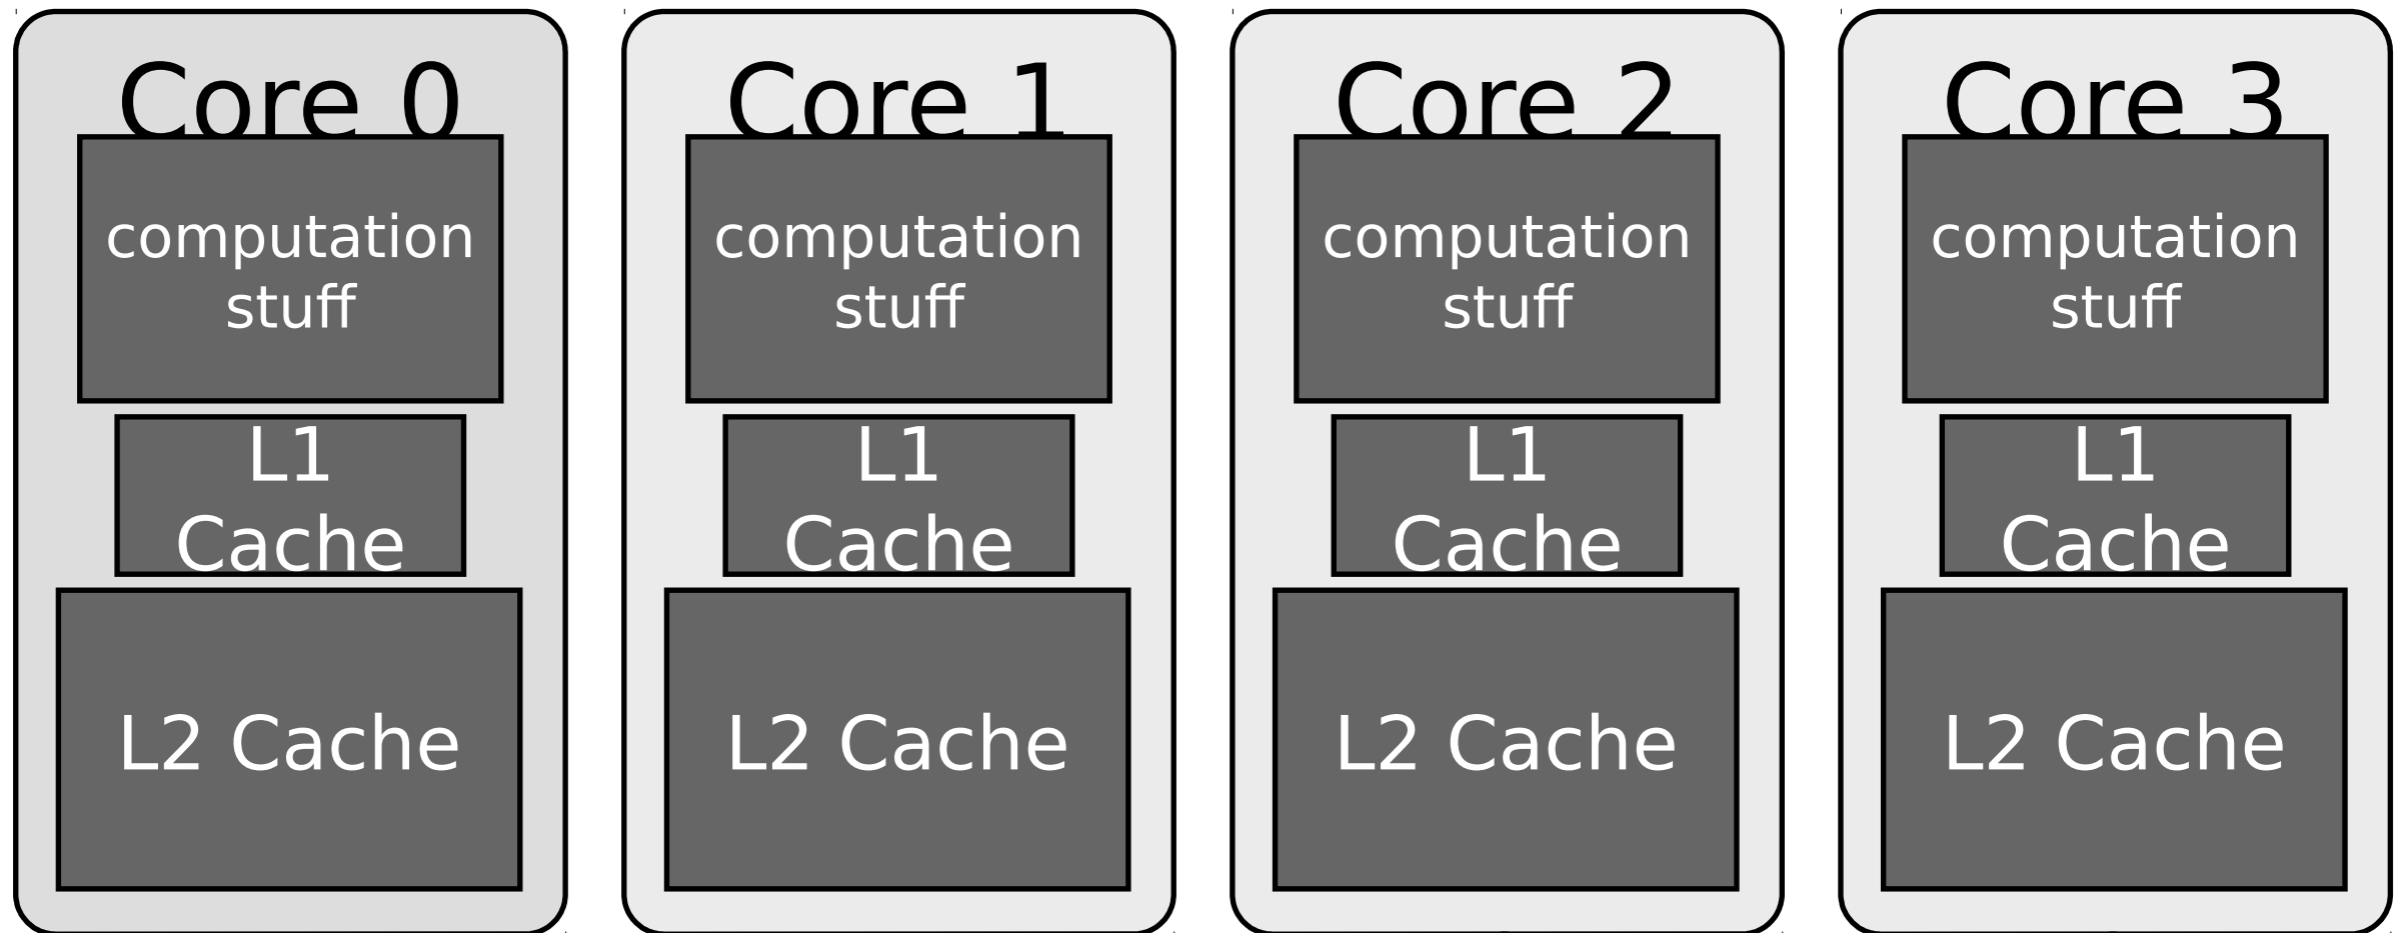 Core 0
computation
stuff
L1
Cache
L2 Cache
Core 1
computation
stuff
L1
Cache
L2 Cache
Core 2
computation
stuff
L1
Cache
L2 Cache
Core 3
computation
stuff
L1
Cache
L2 Cache